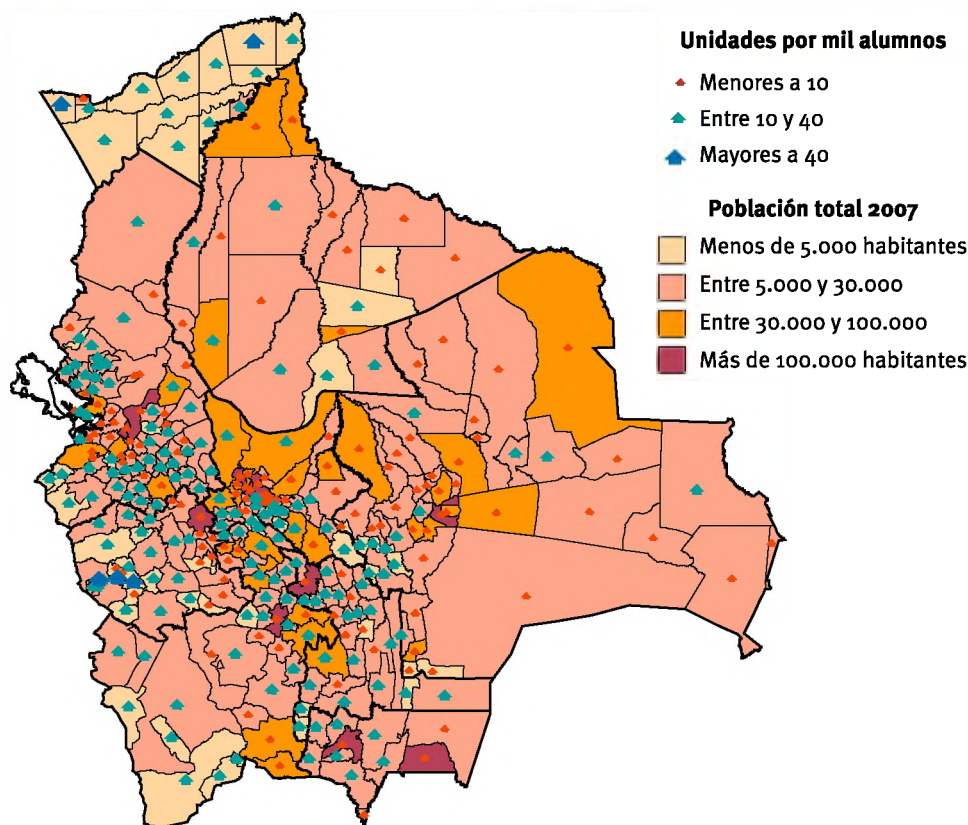 Unidades por mil alumnos
Menores a 10
Entre 10 y 40
Mayores a 40
Población total 2007
Menos de 5.000 habitantes
Entre 5.000 y 30.000
Entre 30.000 y 100.000
Más de 100.000 habitantes